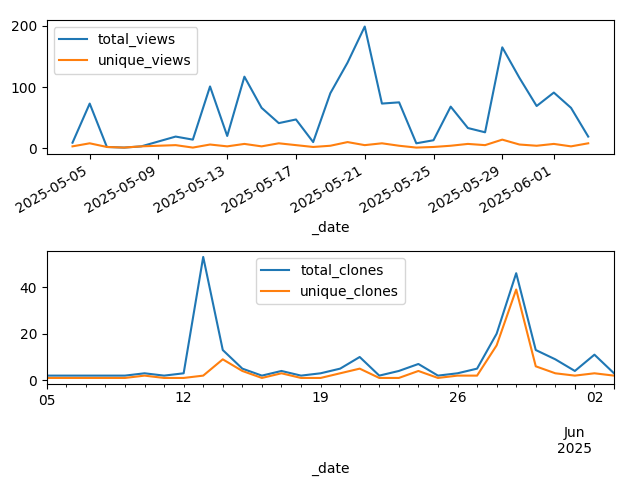 200
100
0
total_views
unique_views
2025-05-05
2025-05-09
2025-05-13
2025-05-17
2025-05-21
2025-05-25
2025-05-29
2025-06-01
_date
40
20
0
total_clones
unique_clones
05
12
19
26
02
Jun
2025
_date